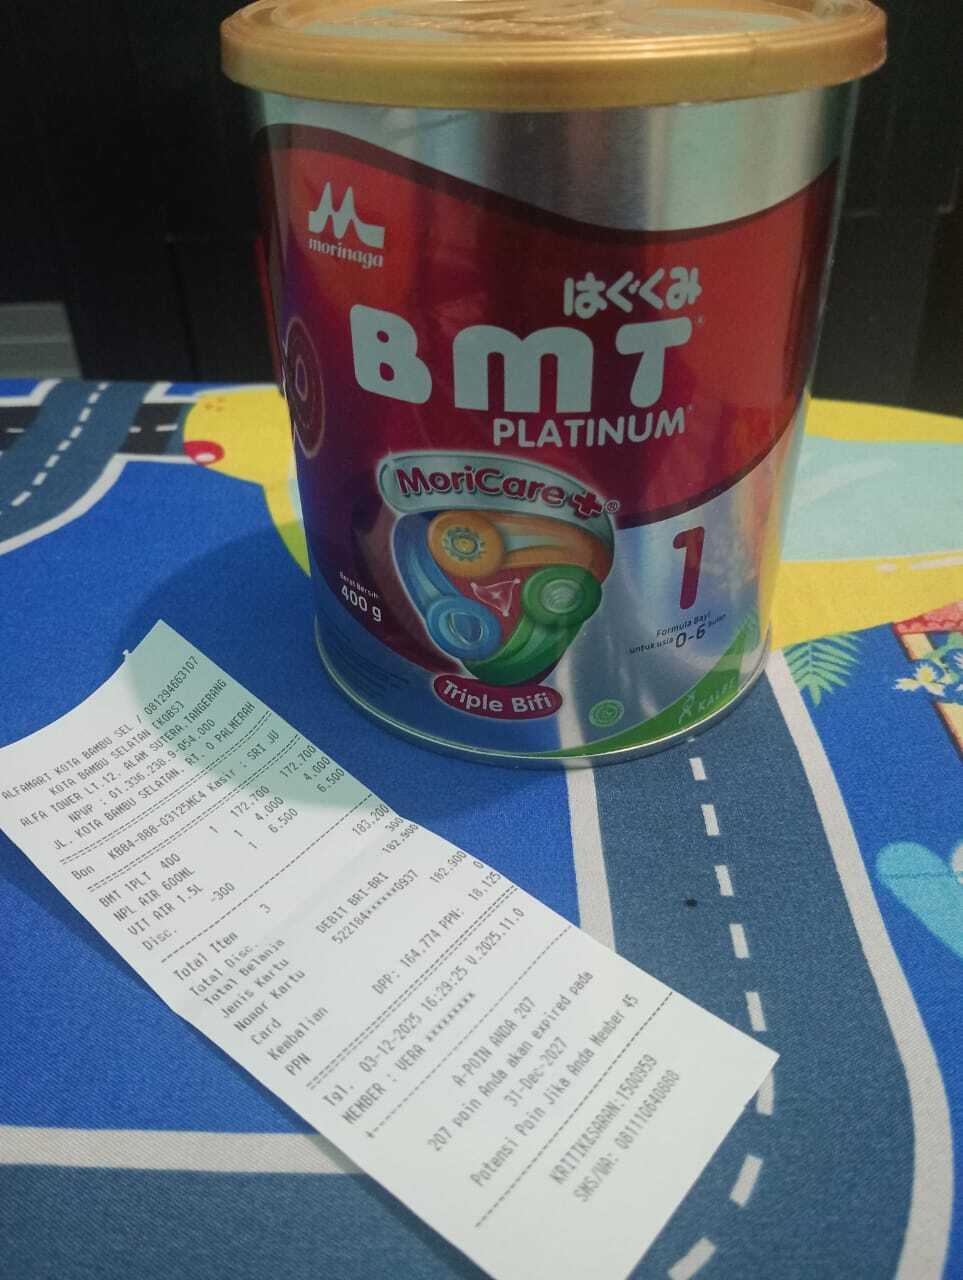 morinaga
はぐくみ
BMT
PLATINUM
MoriCare+
Berat Bersih
400 g
1
Formula Bayi
untuk usia 0-6 bulan
Triple Bifi
KALBE
ALFAMART KOTA BAMBU SEL / 081294663107
KOTA BAMBU SELATAN [KOBS]
ALFA TOWER LT.12. ALAM SUTERA.TANGERANG
NPWP : 01.336.238.9-054.000
JL. KOTA BAMBU SELATAN. RT. 0 PALMERAH
Bon KBB4-888-03125MC4 Kasir : SRI JU
BMT 1PLT 400 1 172,700 172,700
NPL AIR 600ML 1 4,000 4,000
VIT AIR 1.5L 1 6,500 6,500
Disc. -300
Total Item 3 183,200
Total Disc. 300
Total Belanja 182,900
Jenis Kartu DEBIT BRI-BRI
Nomor Kartu 522184******0937
Card 182,900
Kembalian 0
PPN DPP: 164,774 PPN: 18,125
Tgl. 03-12-2025 16:29:25 V.2025.11.0
MEMBER : VERA xxxxxxxxx
A-POIN ANDA 207
207 poin Anda akan expired pada
31-Dec-2027
Potensi Poin Jika Anda Member 45
KRITIK&SARAN:1500959
SMS/WA: 081110640888